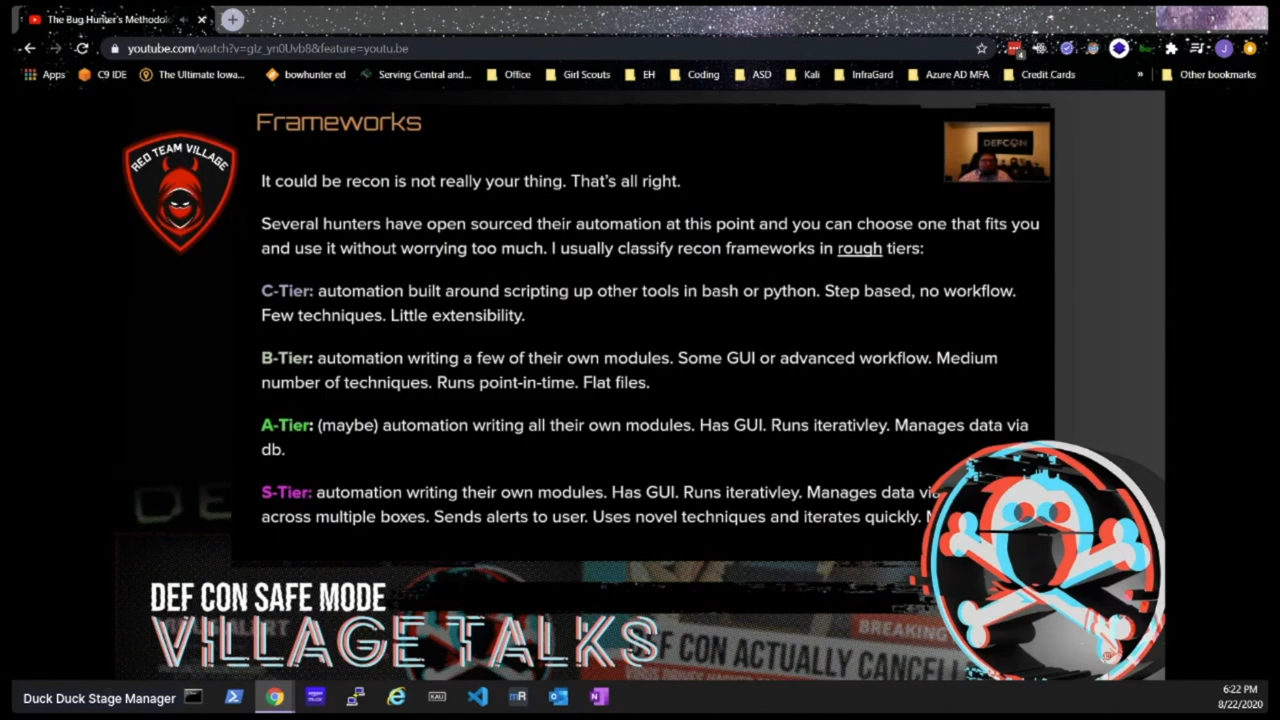 The Bug Hunter's Methodolo
youtube.com/watch?v=glz_yn0Uvb8&feature=youtu.be
Apps C9 IDE The Ultimate Iowa... bowhunter ed Serving Central and... Office Girl Scouts EH Coding ASD Kali InfraGard Azure AD MFA Credit Cards » Other bookmarks
Frameworks
RED TEAM VILLAGE
DEFCON
It could be recon is not really your thing. That's all right.
Several hunters have open sourced their automation at this point and you can choose one that fits you
and use it without worrying too much. I usually classify recon frameworks in rough tiers:
C-Tier: automation built around scripting up other tools in bash or python. Step based, no workflow.
Few techniques. Little extensibility.
B-Tier: automation writing a few of their own modules. Some GUI or advanced workflow. Medium
number of techniques. Runs point-in-time. Flat files.
A-Tier: (maybe) automation writing all their own modules. Has GUI. Runs iterativley. Manages data via
db.
S-Tier: automation writing their own modules. Has GUI. Runs iterativley. Manages data via
across multiple boxes. Sends alerts to user. Uses novel techniques and iterates quickly.
DE
DEF CON SAFE MODE
VILLAGE TALKS
BREAKING
DEF CON ACTUALLY CANCELL
Duck Duck Stage Manager
KALI
mR
6:22 PM
8/22/2020